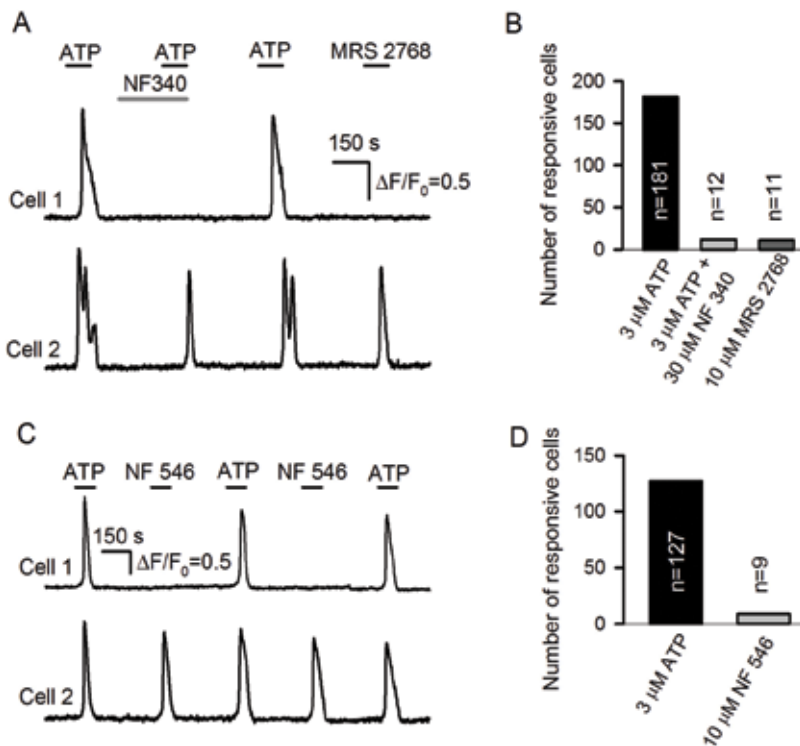 A
ATP
ATP
ATP
MRS 2768
NF340
150 s
ΔF/F0=0.5
Cell 1
Cell 2
B
Number of responsive cells
200
150
100
50
0
n=181
n=12
n=11
3 µM ATP
3 µM ATP +
30 µM NF 340
10 µM MRS 2768
C
ATP
NF 546
ATP
NF 546
ATP
150 s
ΔF/F0=0.5
Cell 1
Cell 2
D
Number of responsive cells
150
100
50
0
n=127
n=9
3 µM ATP
10 µM NF 546